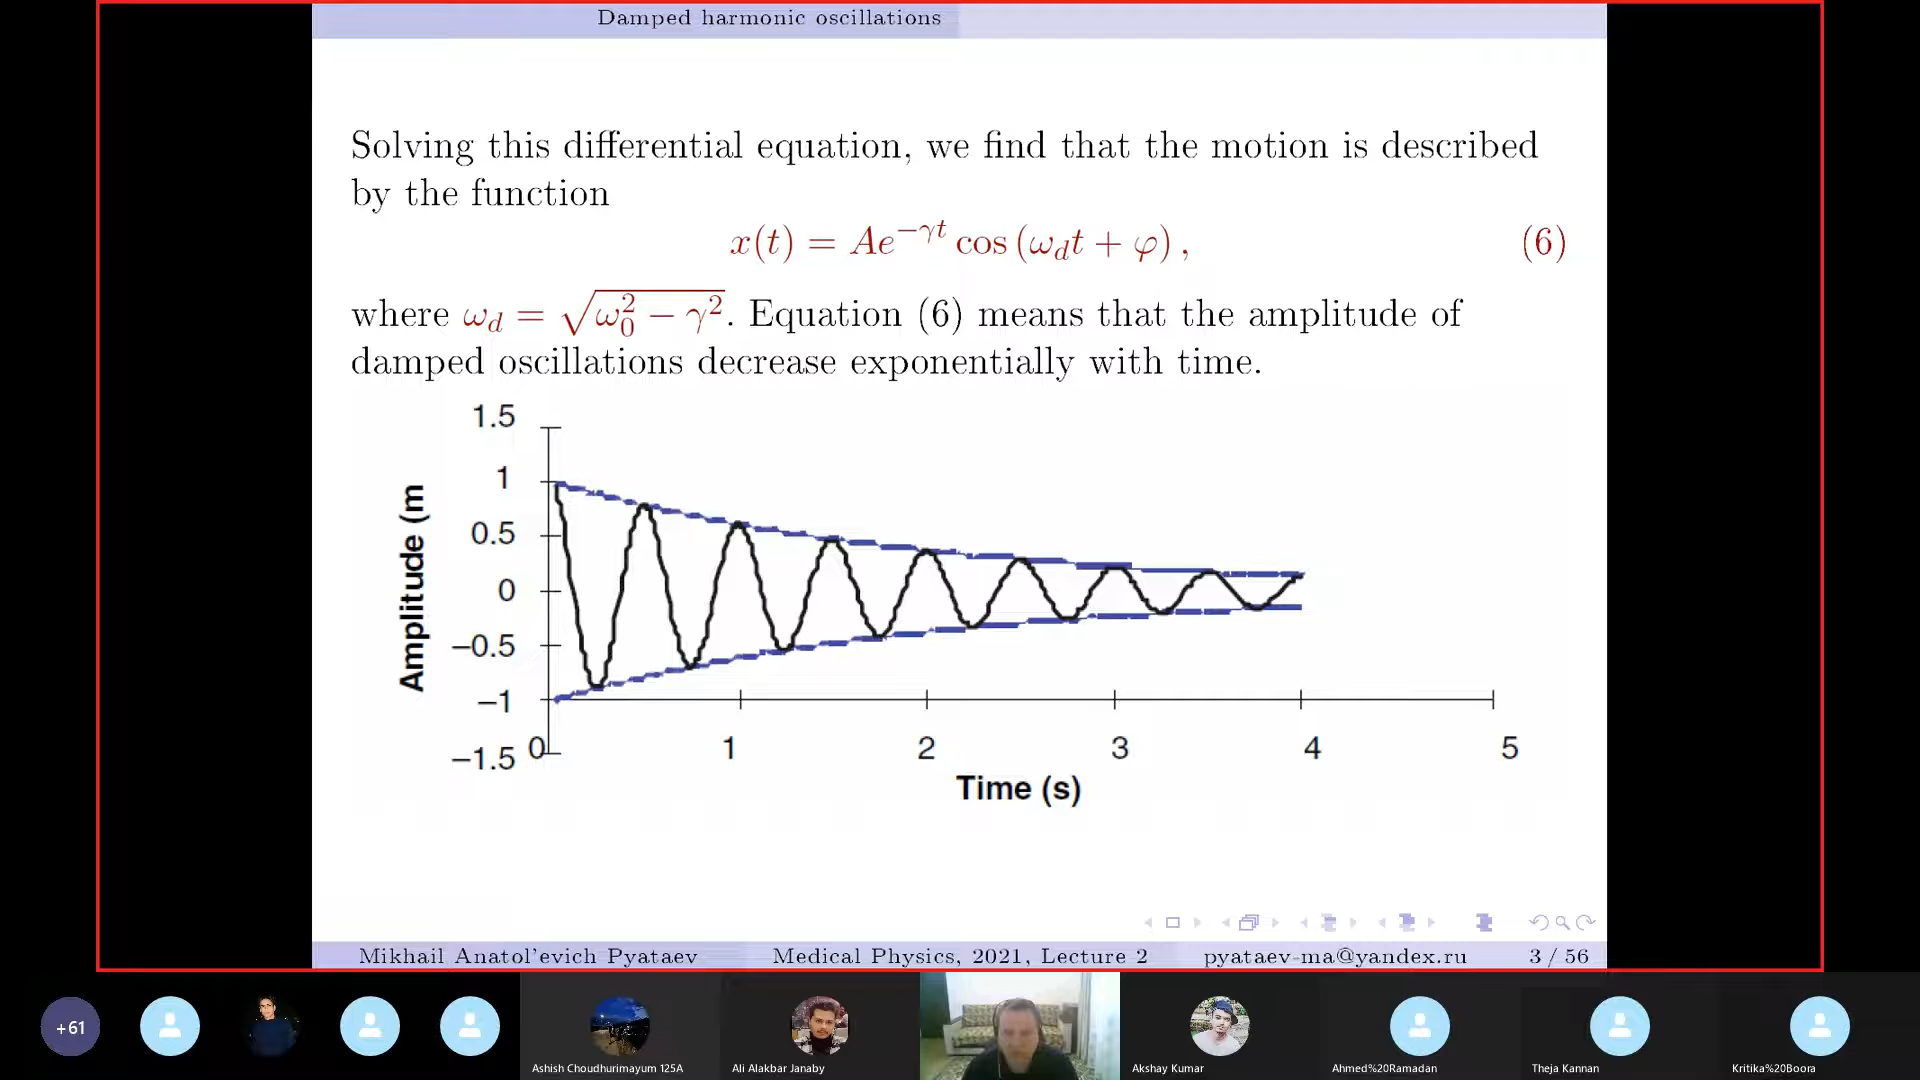 Damped harmonic oscillations
Solving this differential equation, we find that the motion is described
by the function
x(t) = Ae^{−γt} cos (ω_d t + φ) , (6)
where ω_d = √(ω_0^2 − γ^2). Equation (6) means that the amplitude of
damped oscillations decrease exponentially with time.
1.5
1
0.5
0
−0.5
−1
−1.5
Amplitude (m
0 1 2 3 4 5
Time (s)
Mikhail Anatol'evich Pyataev Medical Physics, 2021, Lecture 2 pyataev-ma@yandex.ru 3 / 56
+61
Ashish Choudhurimayum 125A Ali Alakbar Janaby Akshay Kumar Ahmed%20Ramadan Theja Kannan Kritika%20Boora